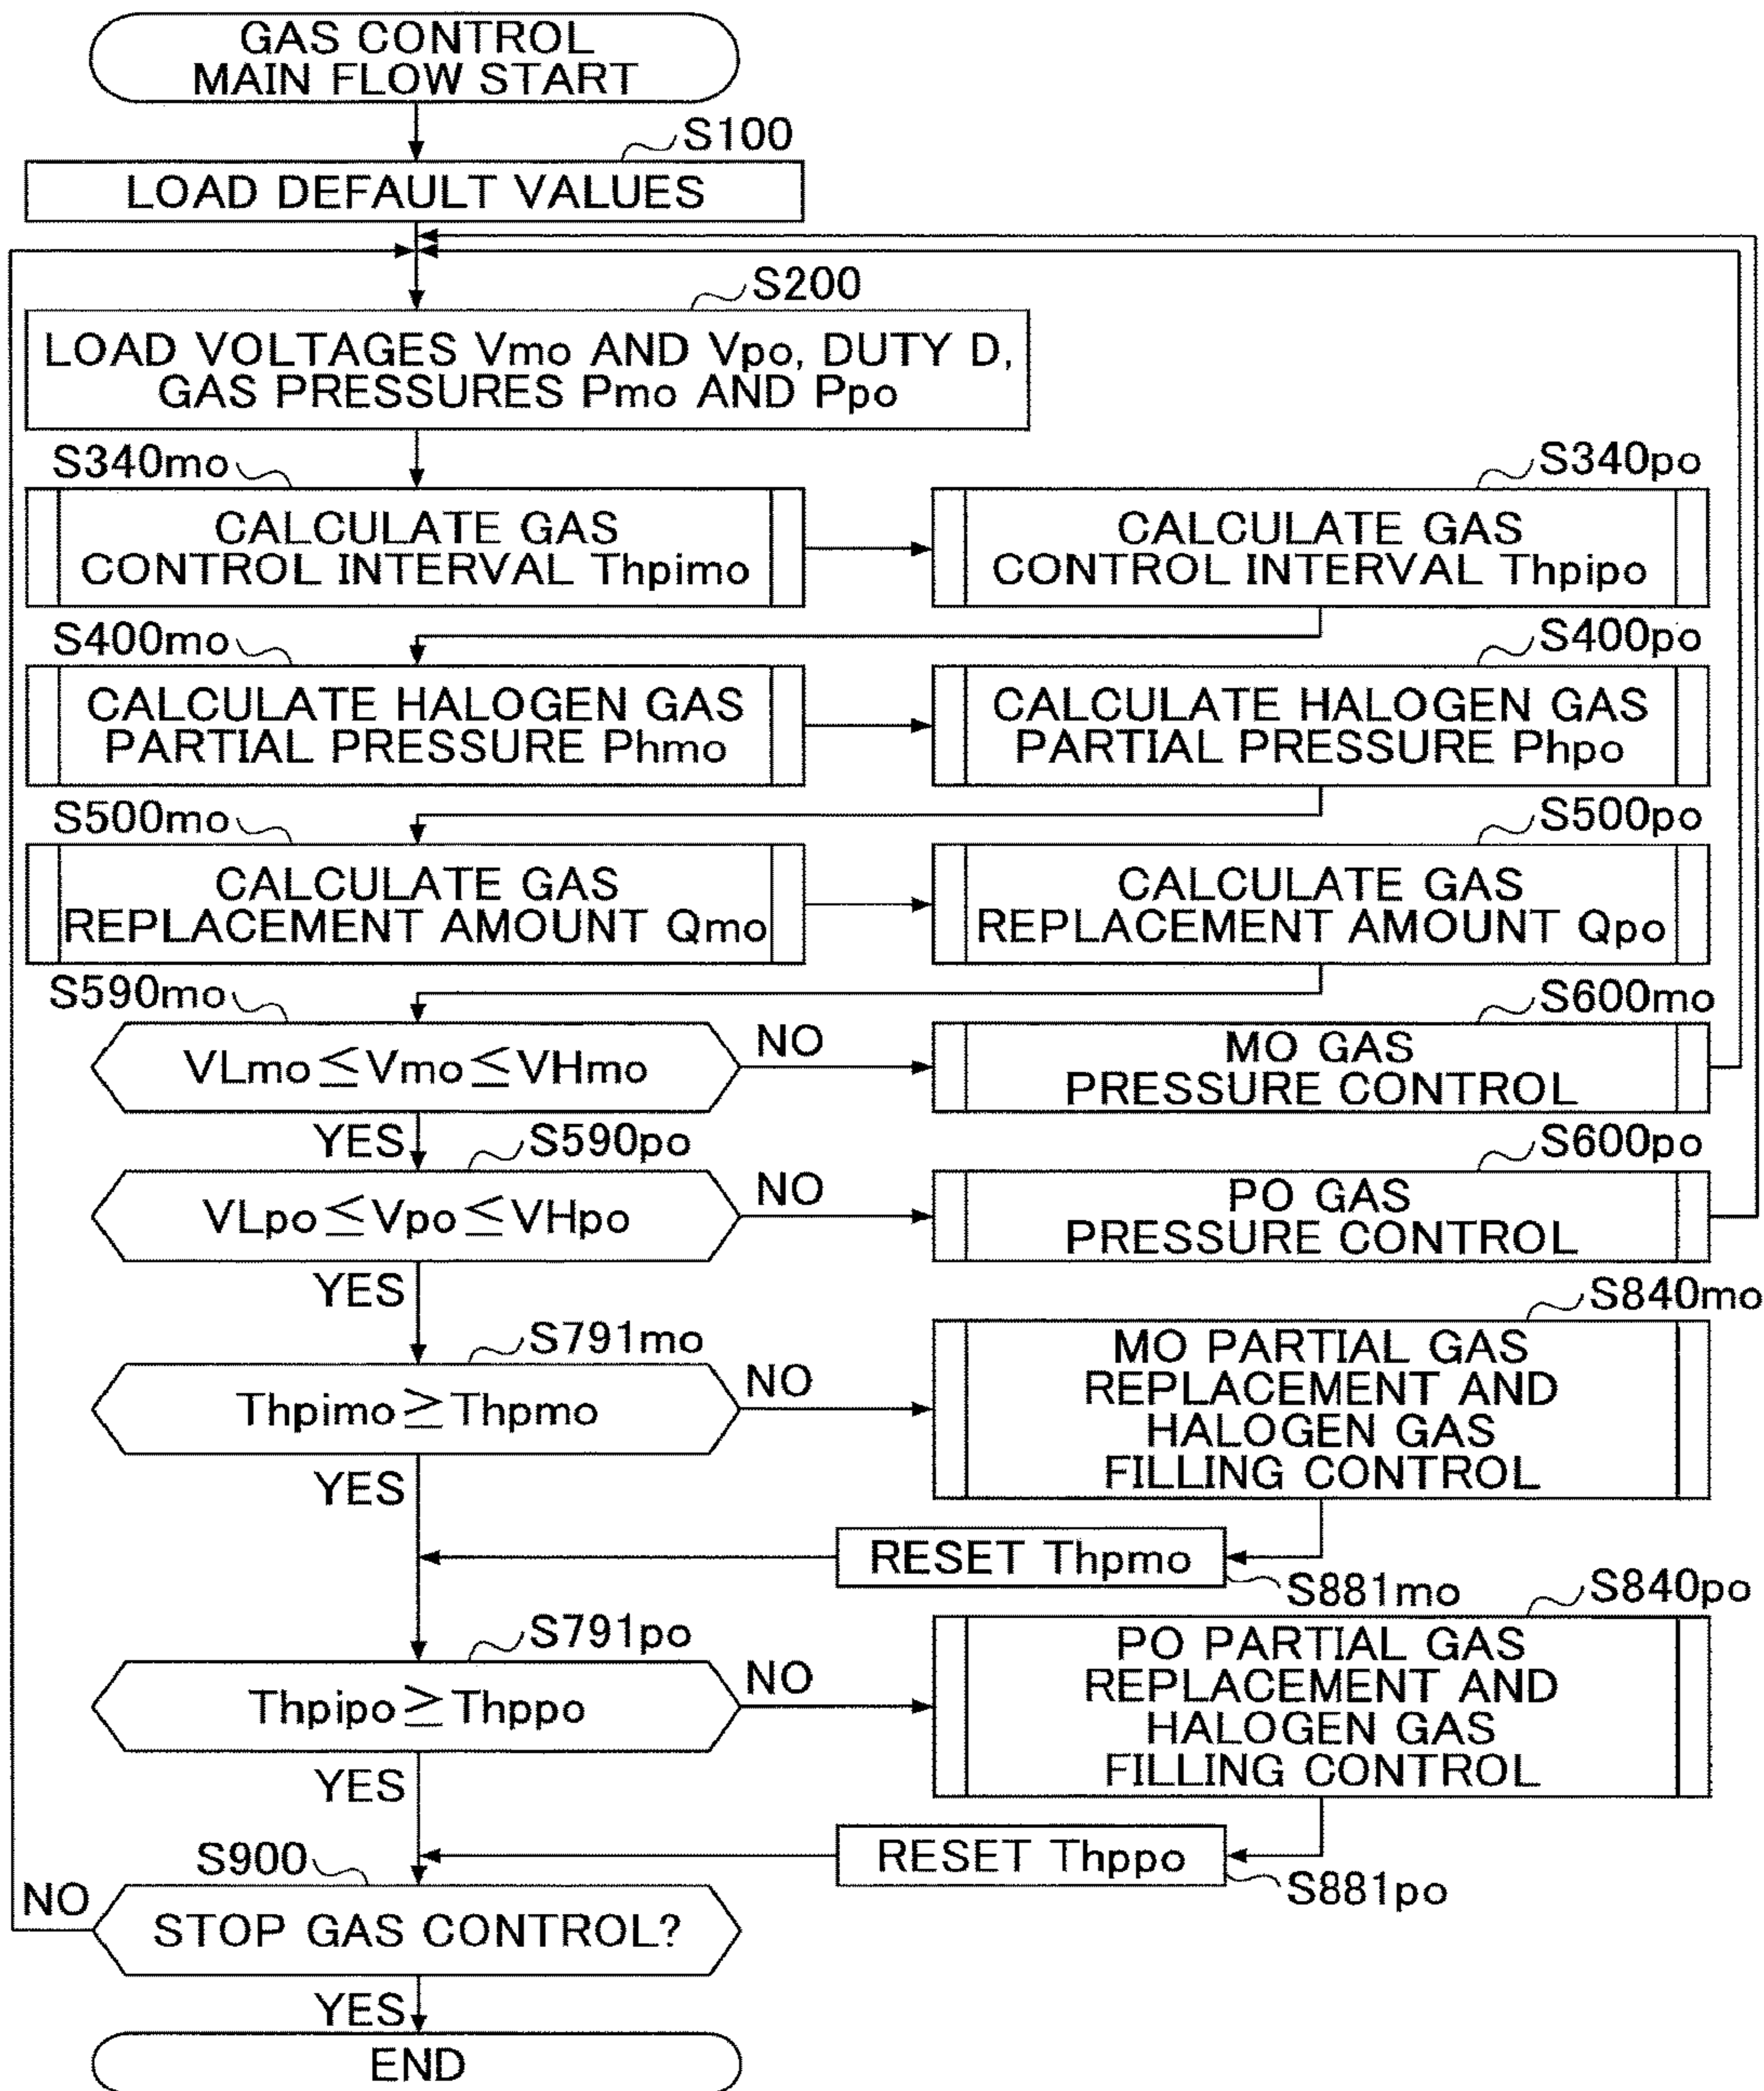 GAS CONTROL
MAIN FLOW START
S100
LOAD DEFAULT VALUES
S200
LOAD VOLTAGES Vmo AND Vpo, DUTY D,
GAS PRESSURES Pmo AND Ppo
S340mo
S340po
CALCULATE GAS
CONTROL INTERVAL Thpimo
CALCULATE GAS
CONTROL INTERVAL Thpipo
S400mo
S400po
CALCULATE HALOGEN GAS
PARTIAL PRESSURE Phmo
CALCULATE HALOGEN GAS
PARTIAL PRESSURE Phpo
S500mo
S500po
CALCULATE GAS
REPLACEMENT AMOUNT Qmo
CALCULATE GAS
REPLACEMENT AMOUNT Qpo
S590mo
S600mo
VLmo≦Vmo≦VHmo
NO
MO GAS
PRESSURE CONTROL
YES
S590po
S600po
VLpo≦Vpo≦VHpo
NO
PO GAS
PRESSURE CONTROL
YES
S791mo
S840mo
Thpimo≧Thpmo
NO
MO PARTIAL GAS
REPLACEMENT AND
HALOGEN GAS
FILLING CONTROL
YES
RESET Thpmo
S881mo
S791po
S840po
Thpipo≧Thppo
NO
PO PARTIAL GAS
REPLACEMENT AND
HALOGEN GAS
FILLING CONTROL
YES
RESET Thppo
S881po
S900
NO
STOP GAS CONTROL?
YES
END